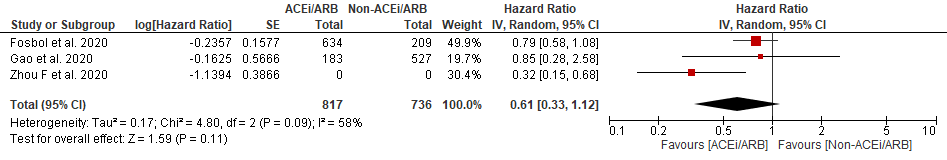 ACEi/ARB Non-ACEi/ARB Hazard Ratio Hazard Ratio
Study or Subgroup log[Hazard Ratio] SE Total Total Weight IV, Random, 95% CI IV, Random, 95% CI
Fosbol et al. 2020 -0.2357 0.1577 634 209 49.9% 0.79 [0.58, 1.08]
Gao et al. 2020 -0.1625 0.5666 183 527 19.7% 0.85 [0.28, 2.58]
Zhou F et al. 2020 -1.1394 0.3866 0 0 30.4% 0.32 [0.15, 0.68]
Total (95% CI) 817 736 100.0% 0.61 [0.33, 1.12]
Heterogeneity: Tau² = 0.17; Chi² = 4.80, df = 2 (P = 0.09); I² = 58%
Test for overall effect: Z = 1.59 (P = 0.11)
0.1 0.2 0.5 1 2 5 10
Favours [ACEi/ARB] Favours [Non-ACEi/ARB]